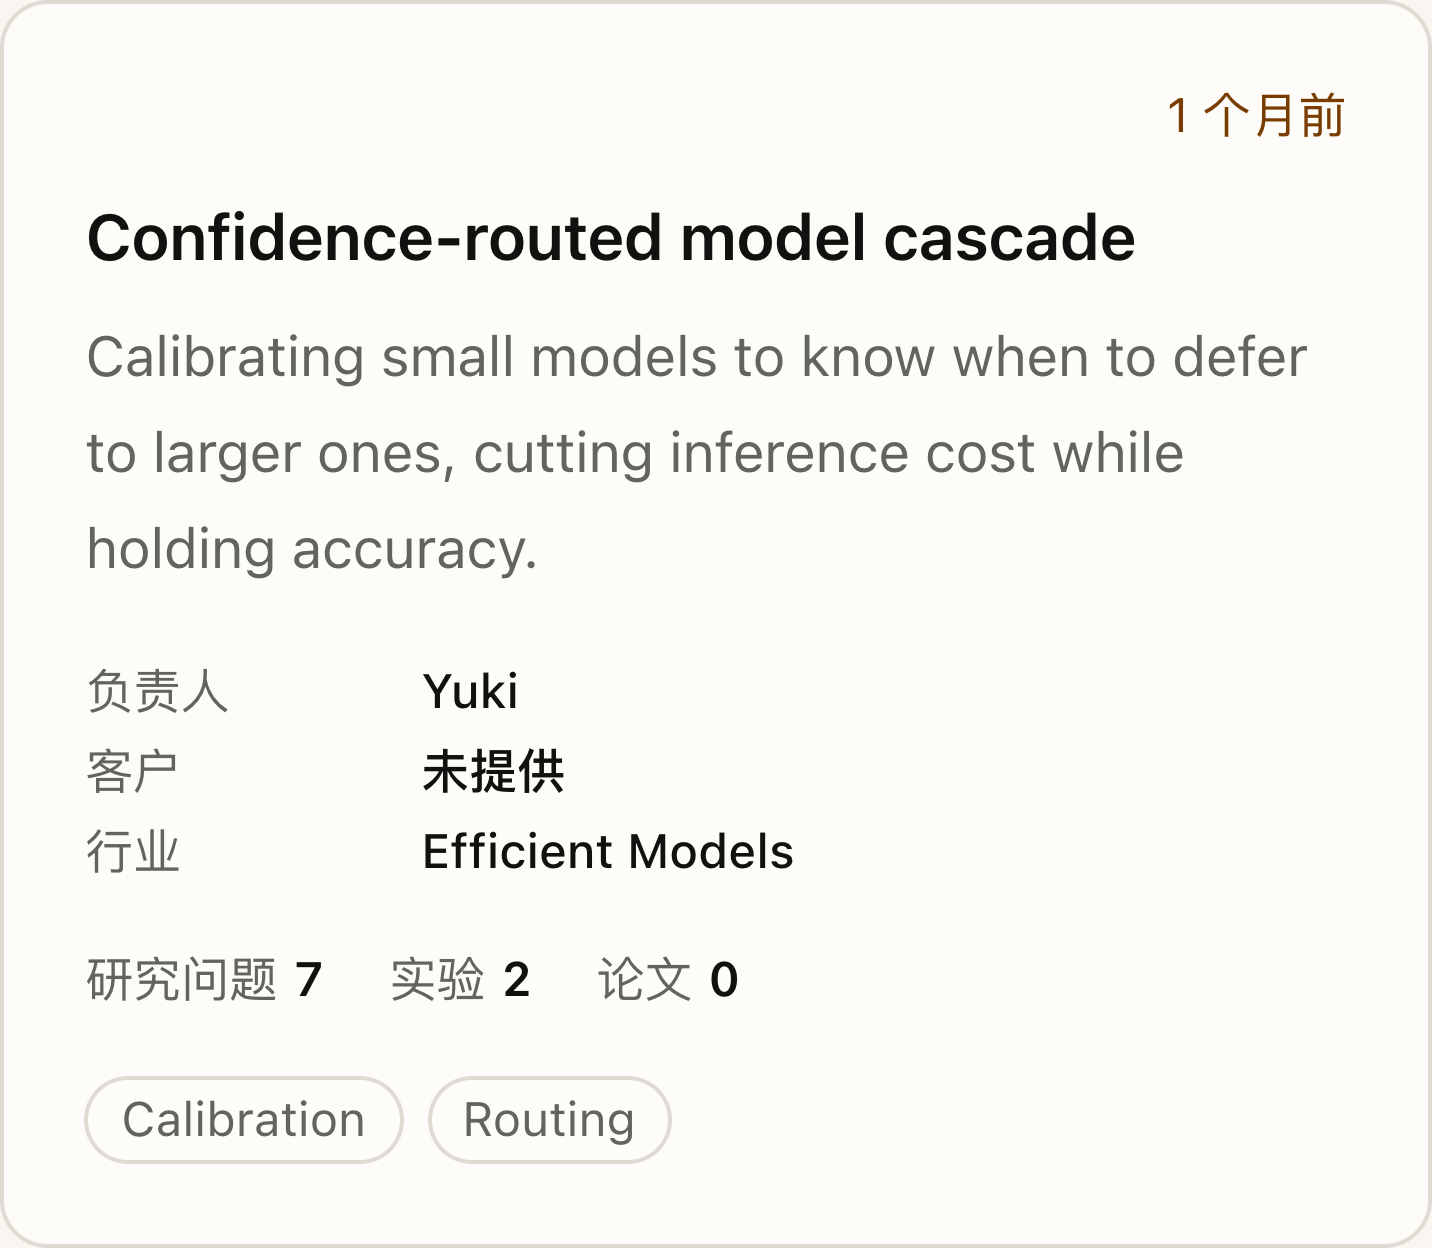 1 个月前
Confidence-routed model cascade
Calibrating small models to know when to defer
to larger ones, cutting inference cost while
holding accuracy.
负责人 Yuki
客户 未提供
行业 Efficient Models
研究问题 7 实验 2 论文 0
Calibration Routing